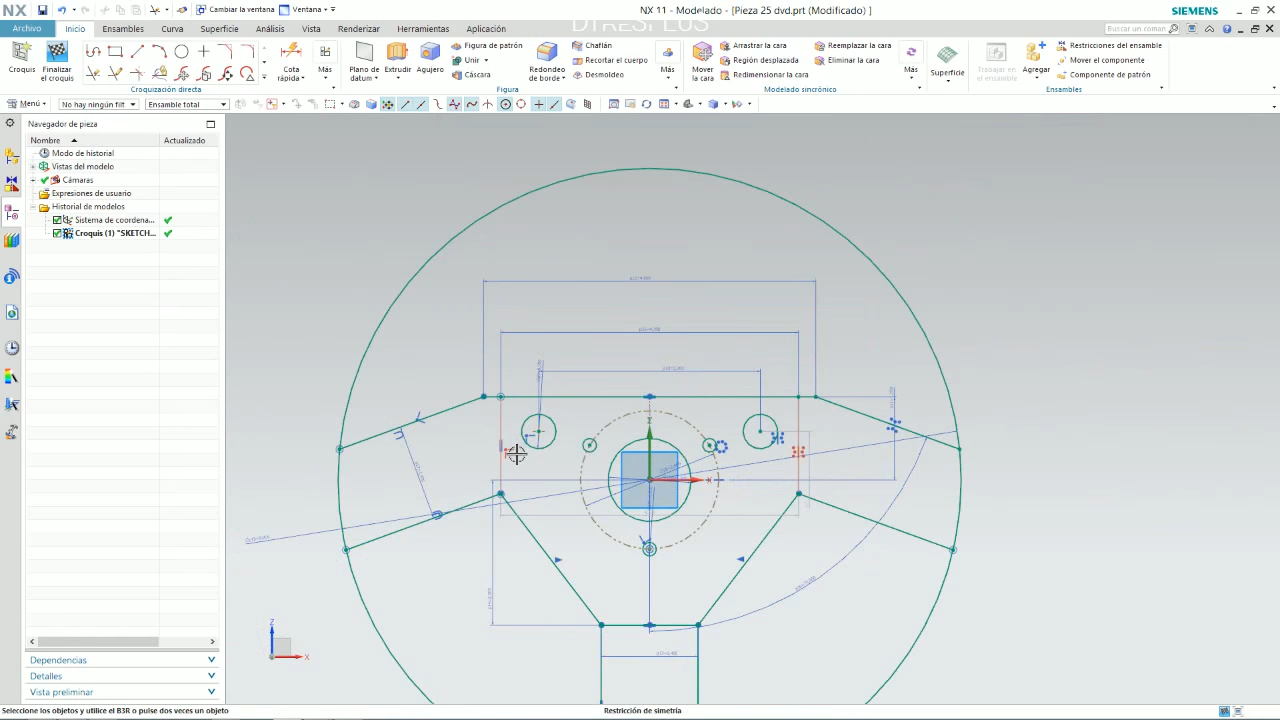 NX
Cambiar la ventana
Ventana
NX 11 - Modelado - [Pieza 25 dvd.prt (Modificado) ]
SIEMENS
DTRESPLUS
Archivo
Inicio
Ensambles
Curva
Superficie
Análisis
Vista
Renderizar
Herramientas
Aplicación
Buscar un coman
Croquis
Finalizar el croquis
Cota rápida
Más
Croquización directa
Plano de datum
Extrudir
Agujero
Figura de patrón
Unir
Cáscara
Redondeo de borde
Chaflán
Recortar el cuerpo
Desmoldeo
Más
Figura
Mover la cara
Arrastrar la cara
Región desplazada
Redimensionar la cara
Reemplazar la cara
Eliminar la cara
Más
Modelado sincrónico
Superficie
Trabajar en el ensamble
Agregar
Restricciones del ensamble
Mover el componente
Componente de patrón
Ensambles
Menú
No hay ningún filt
Ensamble total
Navegador de pieza
Nombre
Actualizado
Modo de historial
Vistas del modelo
Cámaras
Expresiones de usuario
Historial de modelos
Sistema de coordena...
Croquis (1) "SKETCH...
Z
X
Z
X
Dependencias
Detalles
Vista preliminar
Seleccione los objetos y utilice el B3R o pulse dos veces un objeto
Restricción de simetría